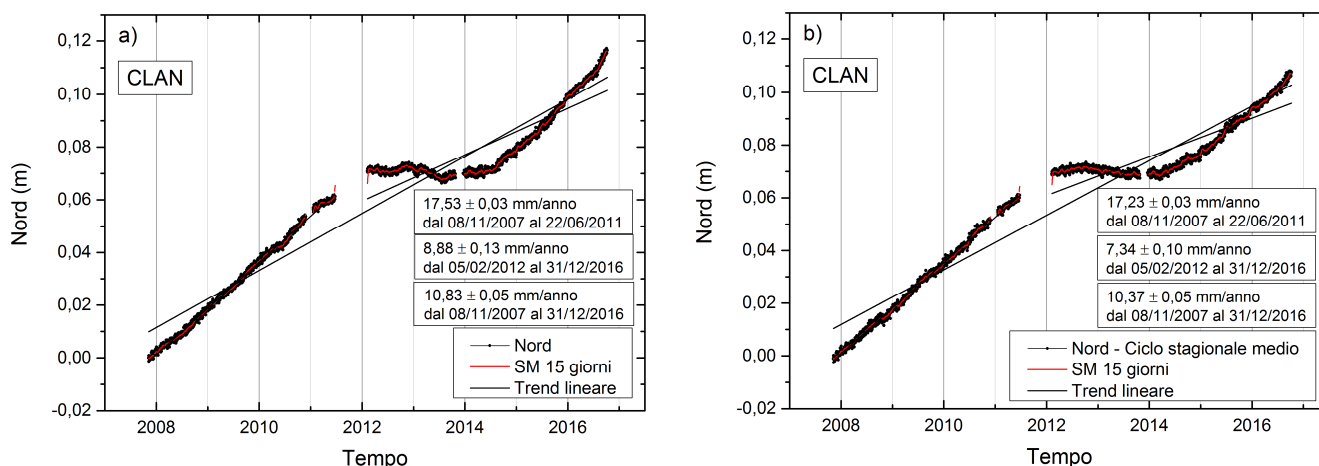 a)
CLAN
0,12
0,10
0,08
0,06
0,04
0,02
0,00
-0,02
Nord (m)
17,53 ± 0,03 mm/anno
dal 08/11/2007 al 22/06/2011
8,88 ± 0,13 mm/anno
dal 05/02/2012 al 31/12/2016
10,83 ± 0,05 mm/anno
dal 08/11/2007 al 31/12/2016
Nord
SM 15 giorni
Trend lineare
2008 2010 2012 2014 2016
Tempo
b)
CLAN
0,12
0,10
0,08
0,06
0,04
0,02
0,00
-0,02
Nord (m)
17,23 ± 0,03 mm/anno
dal 08/11/2007 al 22/06/2011
7,34 ± 0,10 mm/anno
dal 05/02/2012 al 31/12/2016
10,37 ± 0,05 mm/anno
dal 08/11/2007 al 31/12/2016
Nord - Ciclo stagionale medio
SM 15 giorni
Trend lineare
2008 2010 2012 2014 2016
Tempo